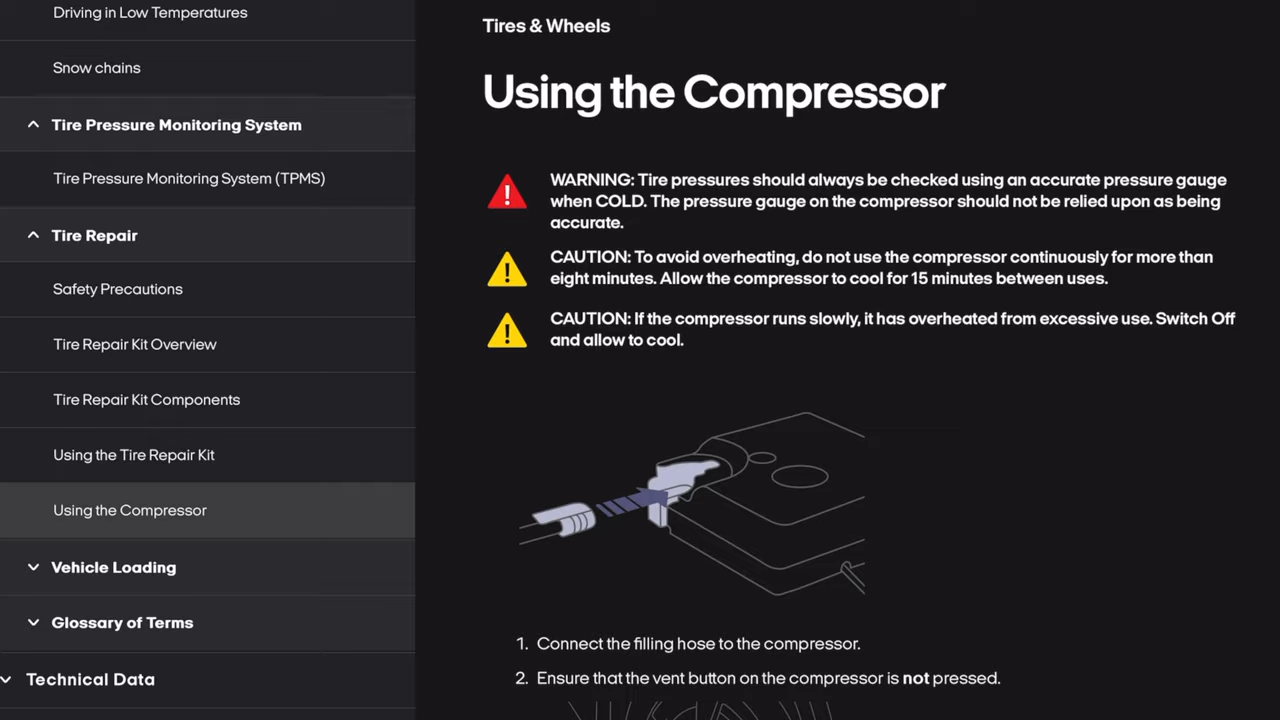 Driving in Low Temperatures
Snow chains
Tire Pressure Monitoring System
Tire Pressure Monitoring System (TPMS)
Tire Repair
Safety Precautions
Tire Repair Kit Overview
Tire Repair Kit Components
Using the Tire Repair Kit
Using the Compressor
Vehicle Loading
Glossary of Terms
Technical Data
Tires & Wheels
Using the Compressor
WARNING: Tire pressures should always be checked using an accurate pressure gauge
when COLD. The pressure gauge on the compressor should not be relied upon as being
accurate.
CAUTION: To avoid overheating, do not use the compressor continuously for more than
eight minutes. Allow the compressor to cool for 15 minutes between uses.
CAUTION: If the compressor runs slowly, it has overheated from excessive use. Switch Off
and allow to cool.
1. Connect the filling hose to the compressor.
2. Ensure that the vent button on the compressor is not pressed.